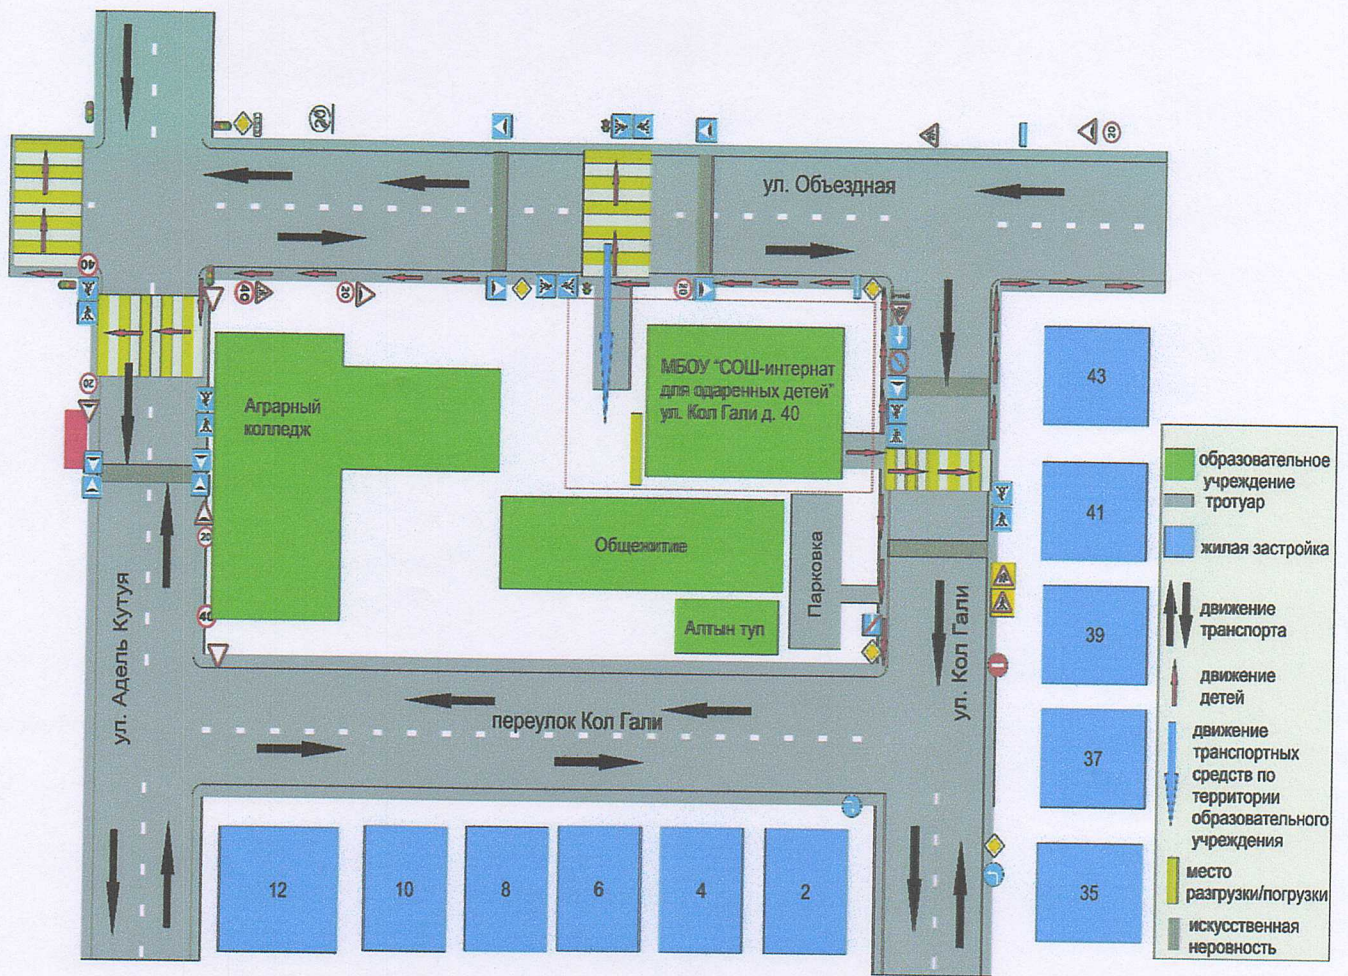 20
ул. Объездная
20
40
40
20
20
МБОУ "СОШ-интернат
для одаренных детей"
ул. Кол Гали д. 40
Аграрный
колледж
20
20
40
Общежитие
Парковка
Алтын туп
ул. Адель Кутуя
ул. Кол Гали
переулок Кол Гали
43
41
39
37
35
12
10
8
6
4
2
образовательное
учреждение
тротуар
жилая застройка
движение
транспорта
движение
детей
движение
транспортных
средств по
территории
образовательного
учреждения
место
разгрузки/погрузки
искусственная
неровность